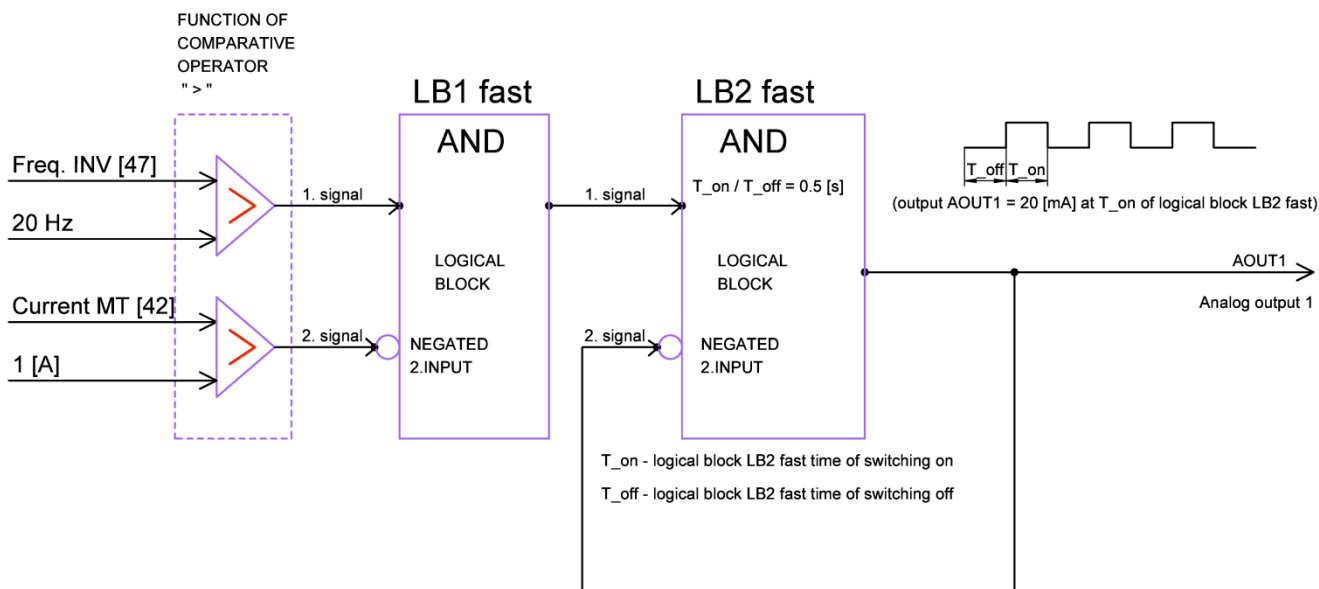 FUNCTION OF
COMPARATIVE
OPERATOR
" > "
LB1 fast
LB2 fast
AND
AND
Freq. INV [47]
20 Hz
Current MT [42]
1 [A]
1. signal
2. signal
LOGICAL
BLOCK
NEGATED
2.INPUT
1. signal
2. signal
T_on / T_off = 0.5 [s]
LOGICAL
BLOCK
NEGATED
2.INPUT
T_off
T_on
(output AOUT1 = 20 [mA] at T_on of logical block LB2 fast)
AOUT1
Analog output 1
T_on - logical block LB2 fast time of switching on
T_off - logical block LB2 fast time of switching off